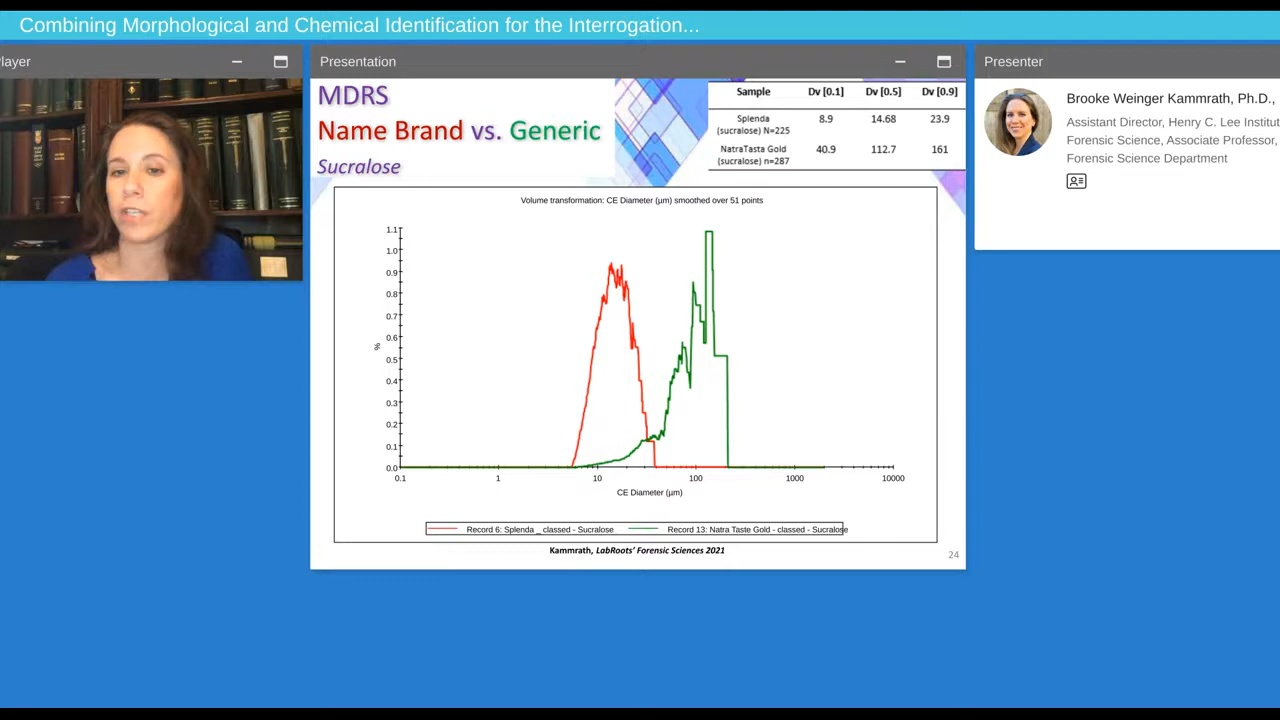 Combining Morphological and Chemical Identification for the Interrogation...
layer
Presentation
Presenter
MDRS
Name Brand vs. Generic
Sucralose
Sample Dv [0.1] Dv [0.5] Dv [0.9]
Splenda
(sucralose) N=225
8.9 14.68 23.9
NatraTasta Gold
(sucralose) n=287
40.9 112.7 161
Brooke Weinger Kammrath, Ph.D.,
Assistant Director, Henry C. Lee Institut
Forensic Science, Associate Professor,
Forensic Science Department
Volume transformation: CE Diameter (µm) smoothed over 51 points
1.1
1.0
0.9
0.8
0.7
0.6
0.5
0.4
0.3
0.2
0.1
0.0
%
0.1 1 10 100 1000 10000
CE Diameter (µm)
Record 6: Splenda _ classed - Sucralose Record 13: Natra Taste Gold - classed - Sucralose
Kammrath, LabRoots' Forensic Sciences 2021
24